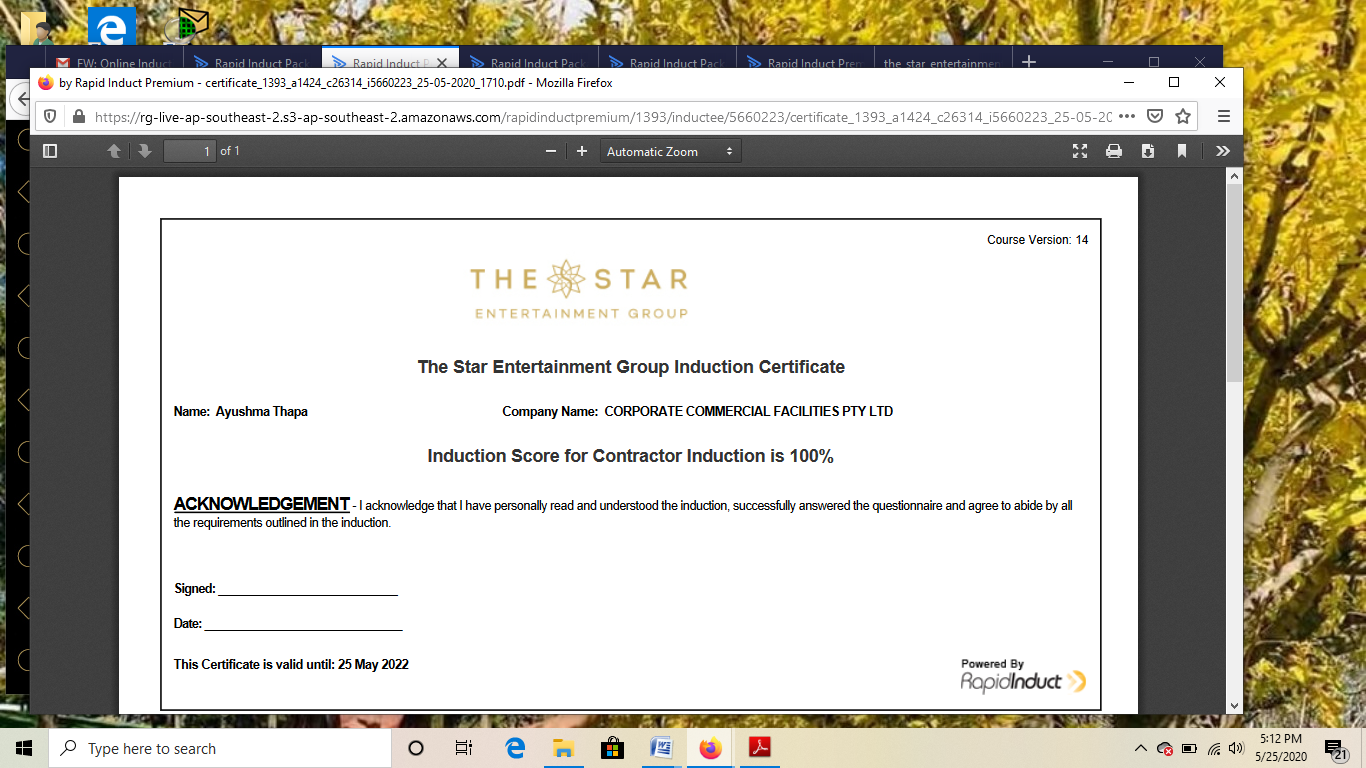 FW: Online Induct
Rapid Induct Pack
Rapid Induct P
Rapid Induct Pack
Rapid Induct Pack
Rapid Induct Prem
the_star_entertainmen
by Rapid Induct Premium - certificate_1393_a1424_c26314_i5660223_25-05-2020_1710.pdf - Mozilla Firefox
https://rg-live-ap-southeast-2.s3-ap-southeast-2.amazonaws.com/rapidinductpremium/1393/inductee/5660223/certificate_1393_a1424_c26314_i5660223_25-05-20
1 of 1
Automatic Zoom
Course Version: 14
THE STAR
ENTERTAINMENT GROUP
The Star Entertainment Group Induction Certificate
Name: Ayushma Thapa Company Name: CORPORATE COMMERCIAL FACILITIES PTY LTD
Induction Score for Contractor Induction is 100%
ACKNOWLEDGEMENT - I acknowledge that I have personally read and understood the induction, successfully answered the questionnaire and agree to abide by all
the requirements outlined in the induction.
Signed:
Date:
This Certificate is valid until: 25 May 2022
Powered By
RapidInduct
Type here to search
5:12 PM
5/25/2020
21